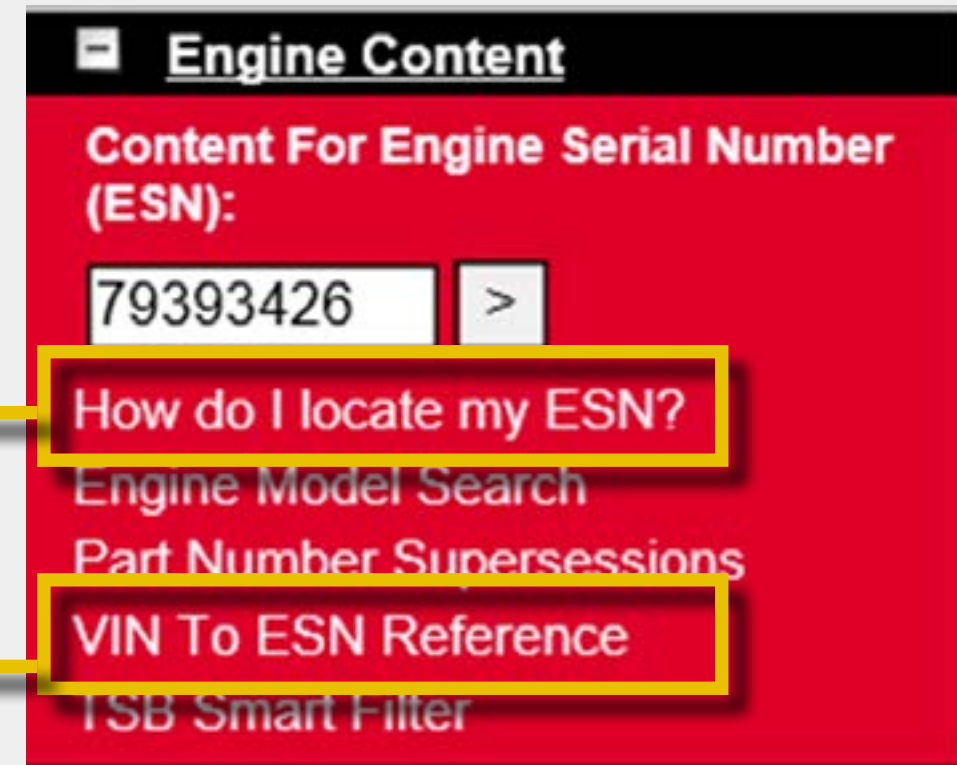 Engine Content
Content For Engine Serial Number
(ESN):
79393426 >
How do I locate my ESN?
Engine Model Search
Part Number Supersessions
VIN To ESN Reference
TSB Smart Filter